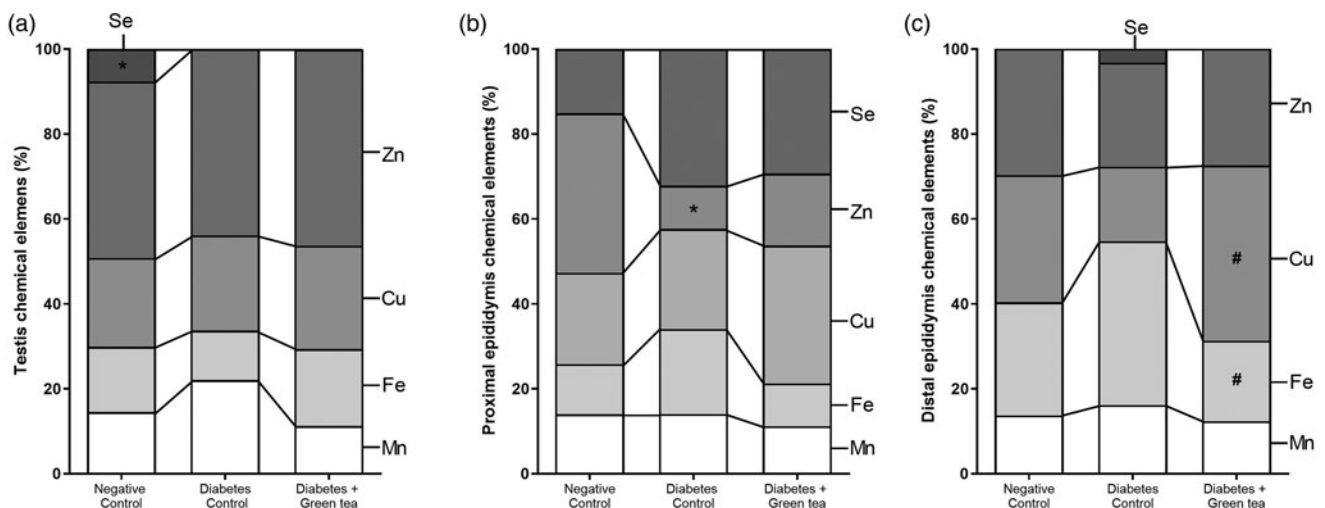 (a)
Se
Testis chemical elemens (%)
100
80
60
40
20
0
*
Zn
Cu
Fe
Mn
Negative
Control
Diabetes
Control
Diabetes +
Green tea
(b)
Proximal epididymis chemical elements (%)
100
80
60
40
20
0
*
Se
Zn
Cu
Fe
Mn
Negative
Control
Diabetes
Control
Diabetes +
Green tea
(c)
Se
Distal epididymis chemical elements (%)
100
80
60
40
20
0
#
#
Zn
Cu
Fe
Mn
Negative
Control
Diabetes
Control
Diabetes +
Green tea